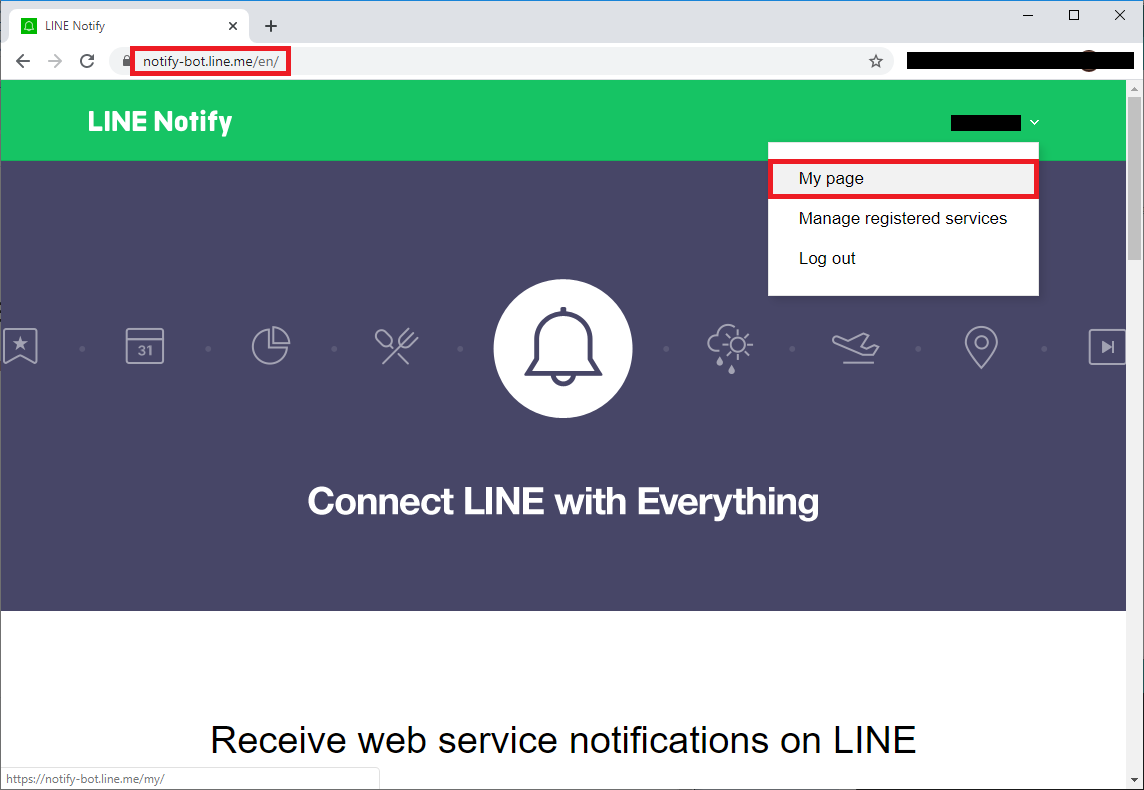 LINE Notify
notify-bot.line.me/en/
LINE Notify
My page
Manage registered services
Log out
31
Connect LINE with Everything
Receive web service notifications on LINE
https://notify-bot.line.me/my/